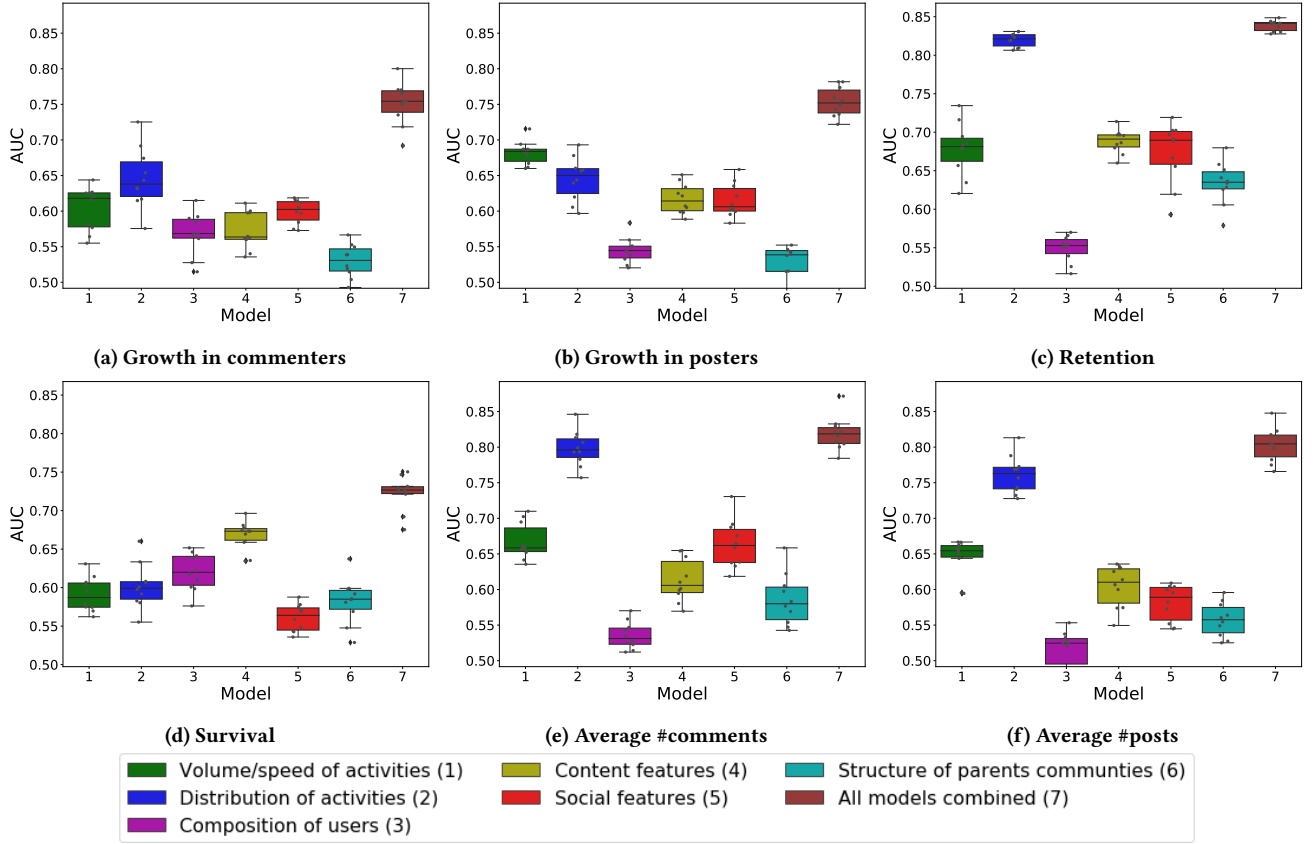 0.85
0.80
0.75
0.70
0.65
0.60
0.55
0.50
AUC
1 2 3 4 5 6 7
Model
(a) Growth in commenters
0.85
0.80
0.75
0.70
0.65
0.60
0.55
0.50
AUC
1 2 3 4 5 6 7
Model
(b) Growth in posters
0.85
0.80
0.75
0.70
0.65
0.60
0.55
0.50
AUC
1 2 3 4 5 6 7
Model
(c) Retention
0.85
0.80
0.75
0.70
0.65
0.60
0.55
0.50
AUC
1 2 3 4 5 6 7
Model
(d) Survival
0.85
0.80
0.75
0.70
0.65
0.60
0.55
0.50
AUC
1 2 3 4 5 6 7
Model
(e) Average #comments
0.85
0.80
0.75
0.70
0.65
0.60
0.55
0.50
AUC
1 2 3 4 5 6 7
Model
(f) Average #posts
Volume/speed of activities (1)
Distribution of activities (2)
Composition of users (3)
Content features (4)
Social features (5)
Structure of parents communties (6)
All models combined (7)